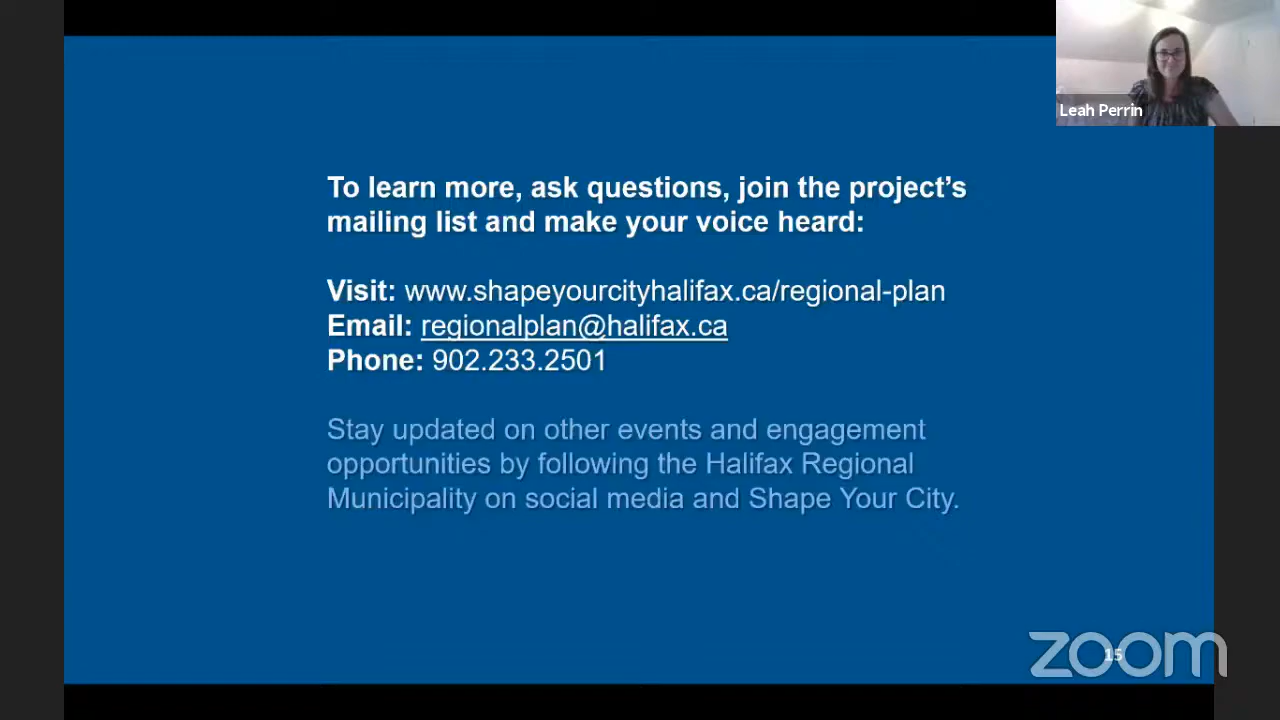 Leah Perrin
To learn more, ask questions, join the project’s
mailing list and make your voice heard:
Visit: www.shapeyourcityhalifax.ca/regional-plan
Email: regionalplan@halifax.ca
Phone: 902.233.2501
Stay updated on other events and engagement
opportunities by following the Halifax Regional
Municipality on social media and Shape Your City.
15
zoom